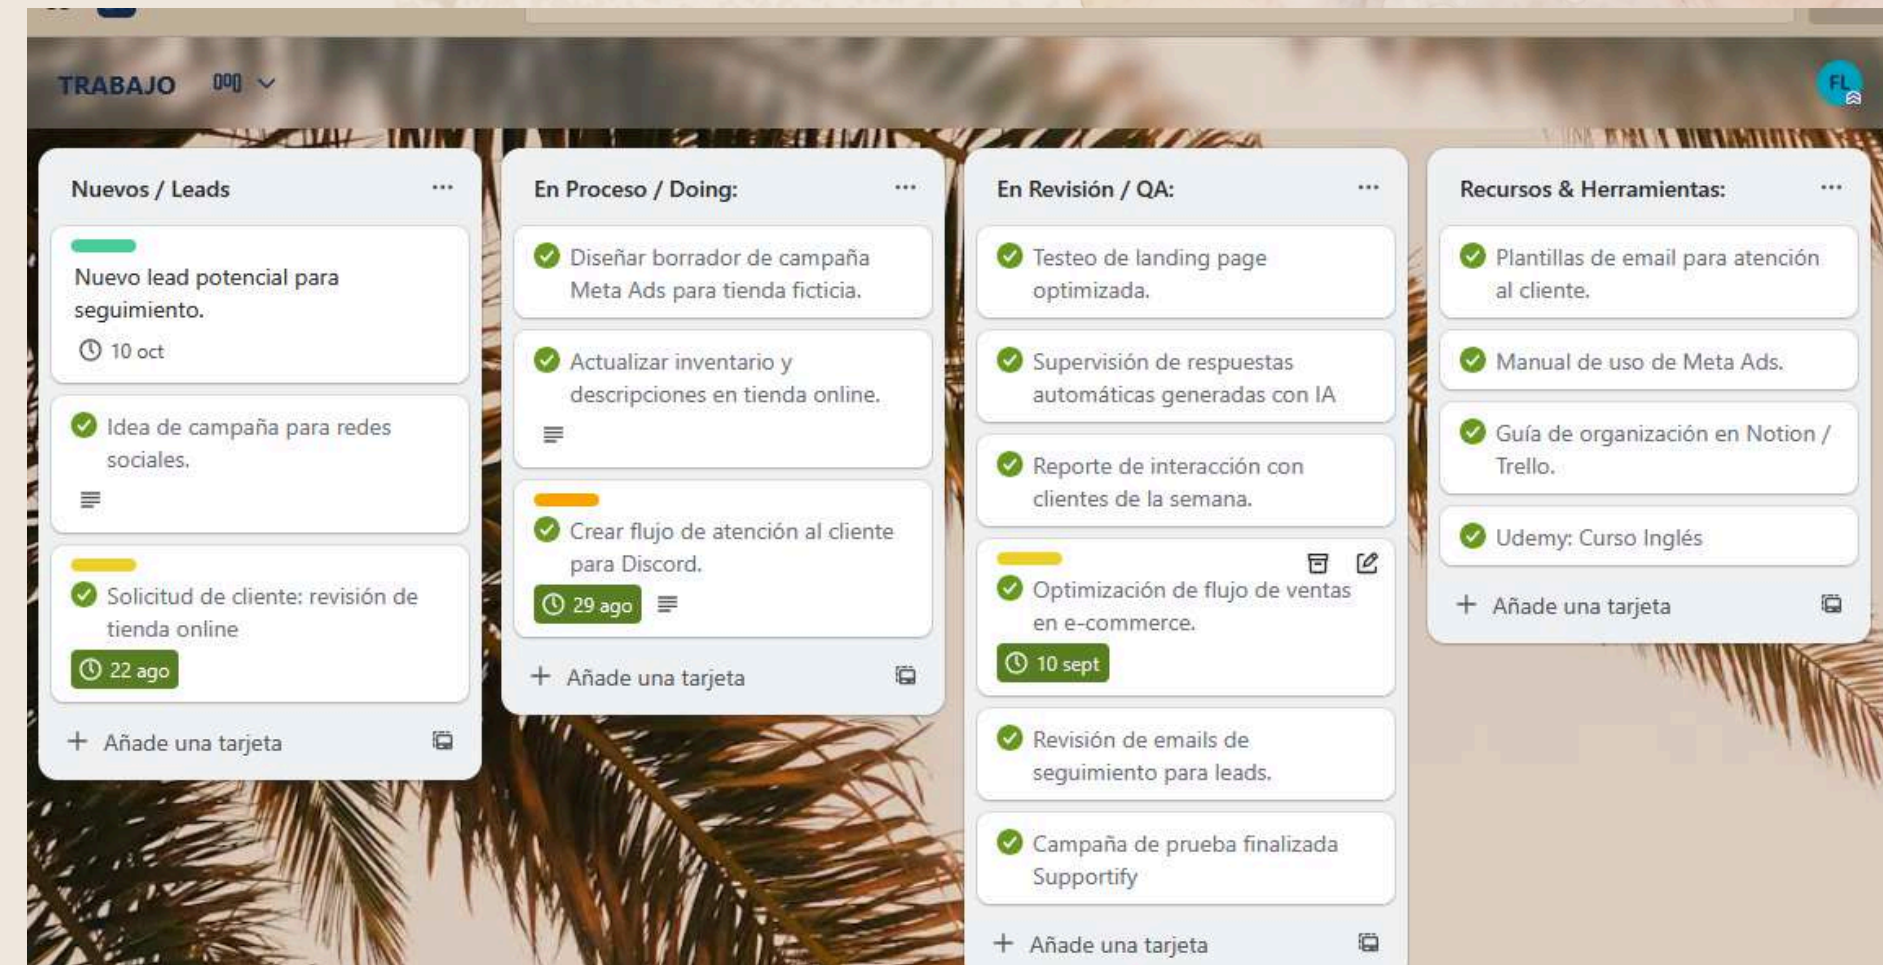 TRABAJO
FL
Nuevos / Leads
Nuevo lead potencial para
seguimiento.
10 oct
Idea de campaña para redes
sociales.
Solicitud de cliente: revisión de
tienda online
22 ago
Añade una tarjeta
En Proceso / Doing:
Diseñar borrador de campaña
Meta Ads para tienda ficticia.
Actualizar inventario y
descripciones en tienda online.
Crear flujo de atención al cliente
para Discord.
29 ago
Añade una tarjeta
En Revisión / QA:
Testeo de landing page
optimizada.
Supervisión de respuestas
automáticas generadas con IA
Reporte de interacción con
clientes de la semana.
Optimización de flujo de ventas
en e-commerce.
10 sept
Revisión de emails de
seguimiento para leads.
Campaña de prueba finalizada
Supportify
Añade una tarjeta
Recursos & Herramientas:
Plantillas de email para atención
al cliente.
Manual de uso de Meta Ads.
Guía de organización en Notion /
Trello.
Udemy: Curso Inglés
Añade una tarjeta